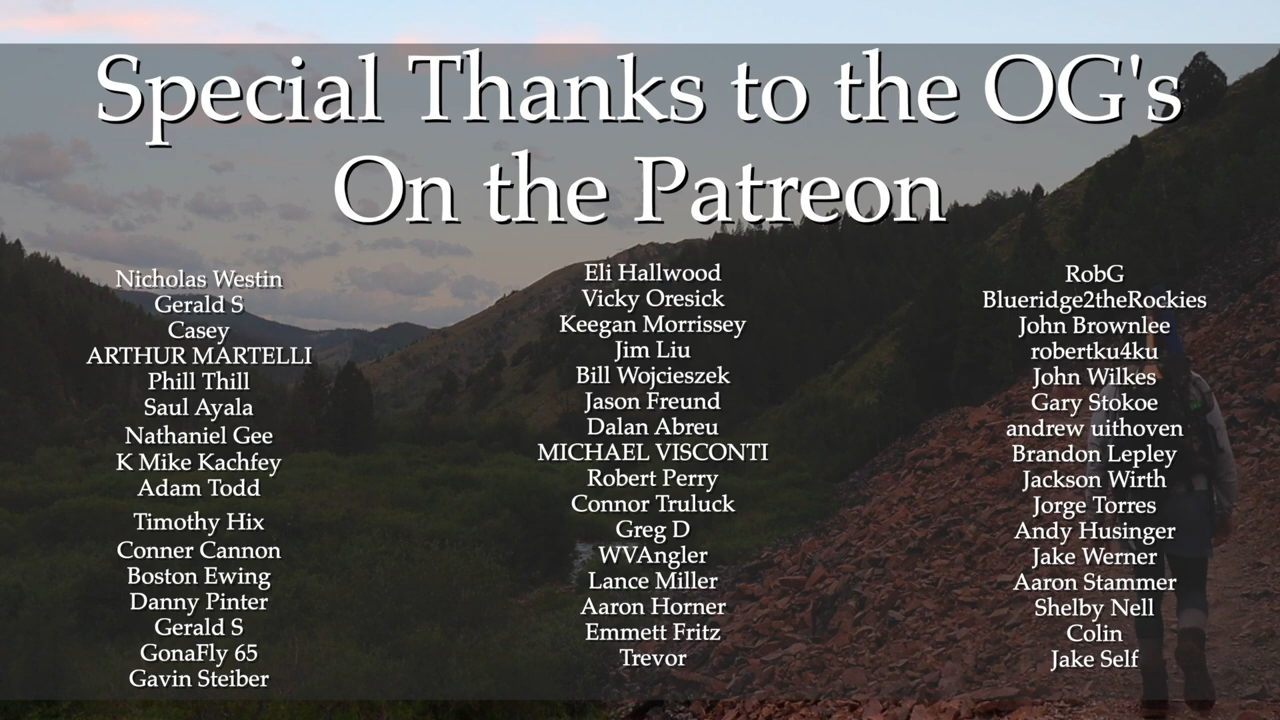 Special Thanks to the OG's
On the Patreon
Nicholas Westin
Gerald S
Casey
ARTHUR MARTELLI
Phill Thill
Saul Ayala
Nathaniel Gee
K Mike Kachfey
Adam Todd
Timothy Hix
Conner Cannon
Boston Ewing
Danny Pinter
Gerald S
GonaFly 65
Gavin Steiber
Eli Hallwood
Vicky Oresick
Keegan Morrissey
Jim Liu
Bill Wojcieszek
Jason Freund
Dalan Abreu
MICHAEL VISCONTI
Robert Perry
Connor Truluck
Greg D
WVAngler
Lance Miller
Aaron Horner
Emmett Fritz
Trevor
RobG
Blueridge2theRockies
John Brownlee
robertku4ku
John Wilkes
Gary Stokoe
andrew uithoven
Brandon Lepley
Jackson Wirth
Jorge Torres
Andy Husinger
Jake Werner
Aaron Stammer
Shelby Nell
Colin
Jake Self